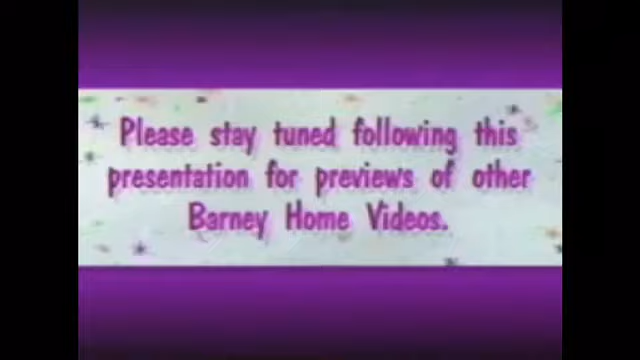 Please stay tuned following this
presentation for previews of other
Barney Home Videos.